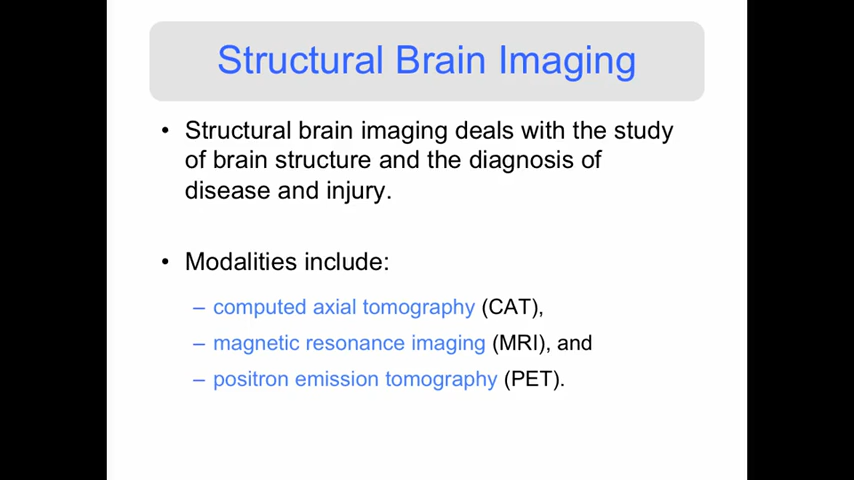 Structural Brain Imaging
• Structural brain imaging deals with the study
of brain structure and the diagnosis of
disease and injury.
• Modalities include:
– computed axial tomography (CAT),
– magnetic resonance imaging (MRI), and
– positron emission tomography (PET).